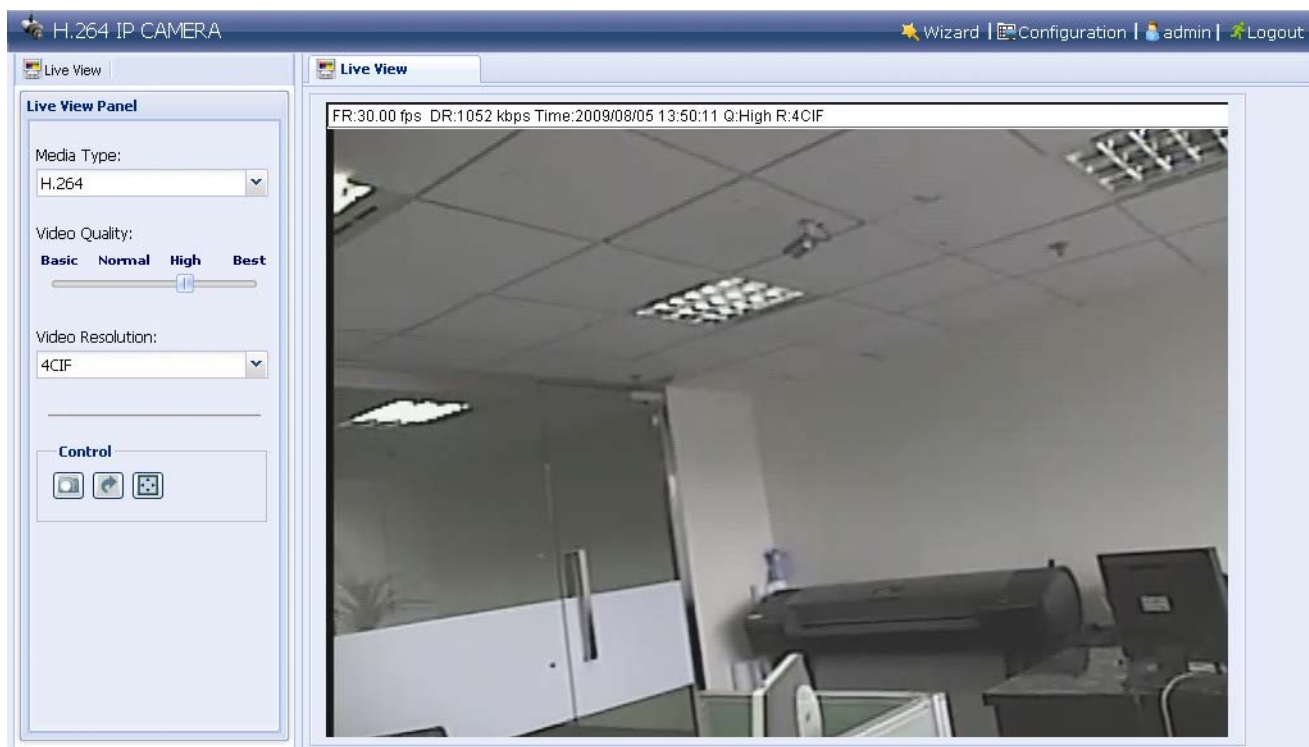 H.264 IP CAMERA
Wizard | Configuration | admin | Logout
Live View
Live View
Live View Panel
FR:30.00 fps DR:1052 kbps Time:2009/08/05 13:50:11 Q:High R:4CIF
Media Type:
H.264
Video Quality:
Basic Normal High Best
Video Resolution:
4CIF
Control